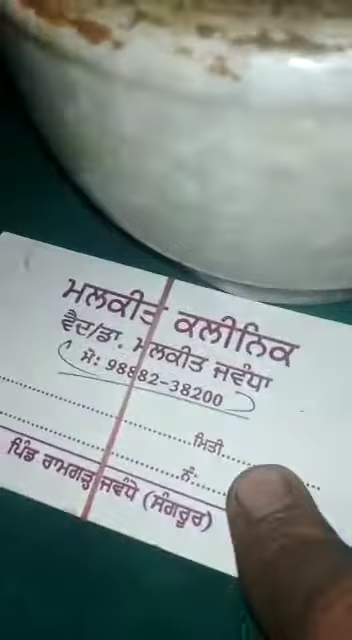 ਮਲਕੀਤ ਕਲੀਨਿਕ
ਵੈਦ/ਡਾ. ਮਲਕੀਤ ਜਵੰਧਾ
ਮੋ: 98882-38200
ਮਿਤੀ
ਨੰ:
ਪਿੰਡ ਰਾਮਗੜ੍ਹ ਜਵੰਧੇ (ਸੰਗਰੂਰ)